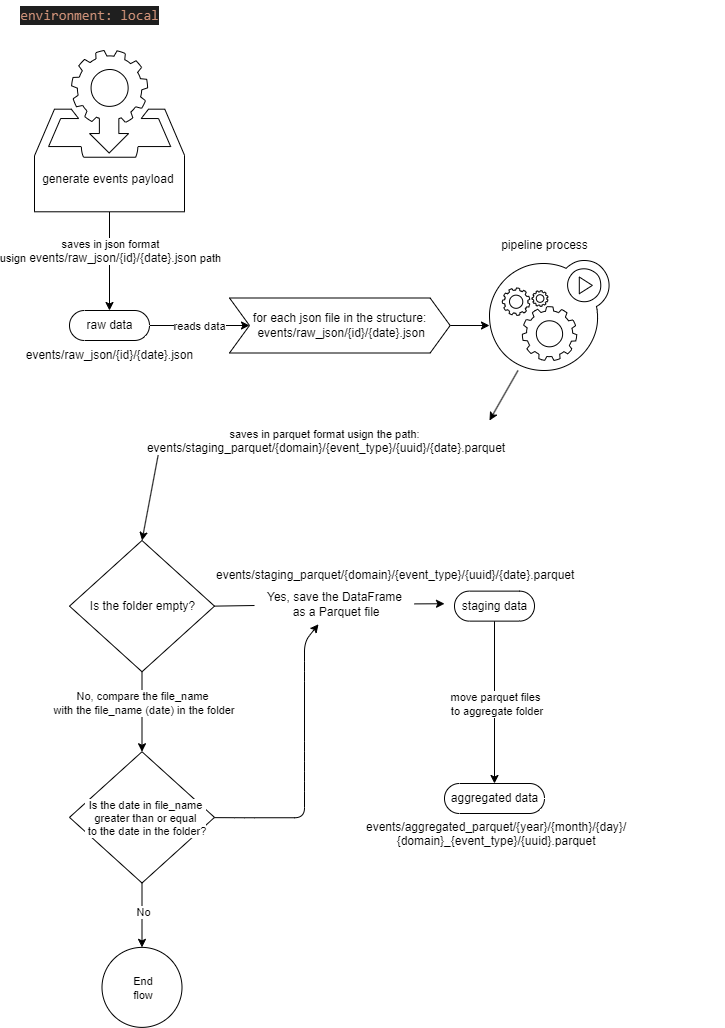 environment: local
generate events payload
saves in json format
usign events/raw_json/{id}/{date}.json path
pipeline process
raw data
reads data
for each json file in the structure:
events/raw_json/{id}/{date}.json
events/raw_json/{id}/{date}.json
saves in parquet format usign the path:
events/staging_parquet/{domain}/{event_type}/{uuid}/{date}.parquet
events/staging_parquet/{domain}/{event_type}/{uuid}/{date}.parquet
Is the folder empty?
Yes, save the DataFrame
as a Parquet file
staging data
No, compare the file_name
with the file_name (date) in the folder
move parquet files
to aggregate folder
Is the date in file_name
greater than or equal
to the date in the folder?
aggregated data
events/aggregated_parquet/{year}/{month}/{day}/
{domain}_{event_type}/{uuid}.parquet
No
End
flow